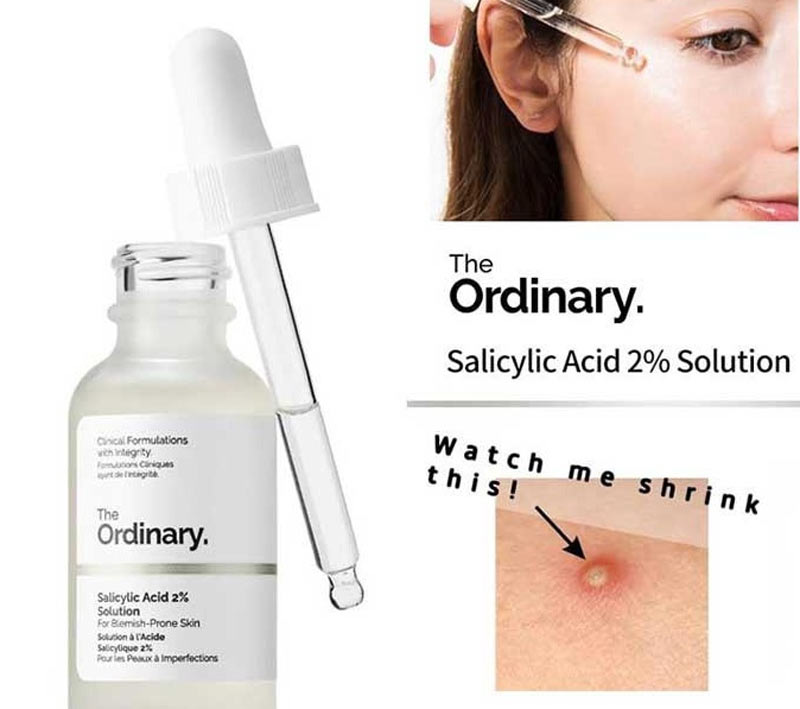 Clinical Formulations
with Integrity.
Formulations Cliniques
ayant de l'integrité.
The
Ordinary.
Salicylic Acid 2%
Solution
For Blemish-Prone Skin
Solution à l'Acide
Salicylique 2%
Pour les Peaux à Imperfections
The
Ordinary.
Salicylic Acid 2% Solution
Watch me shrink
this!